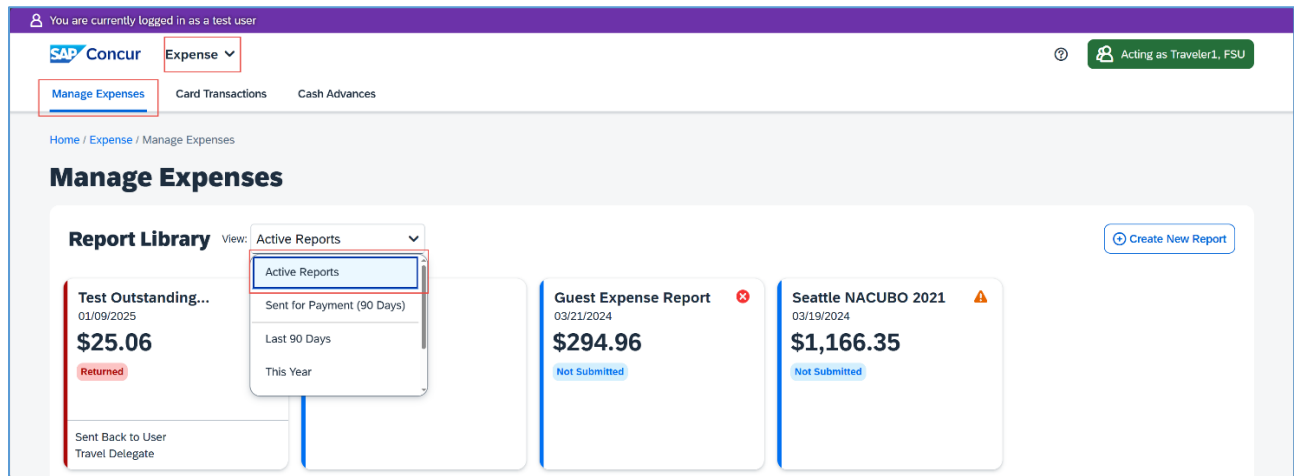 You are currently logged in as a test user
SAP Concur Expense
Acting as Traveler1, FSU
Manage Expenses Card Transactions Cash Advances
Home / Expense / Manage Expenses
Manage Expenses
Report Library View: Active Reports
Create New Report
Active Reports
Sent for Payment (90 Days)
Last 90 Days
This Year
Test Outstanding...
01/09/2025
$25.06
Returned
Sent Back to User
Travel Delegate
Guest Expense Report
03/21/2024
$294.96
Not Submitted
Seattle NACUBO 2021
03/19/2024
$1,166.35
Not Submitted